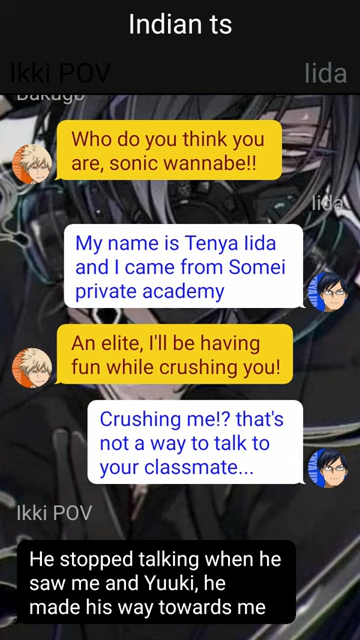 Indian ts
Ikki POV
Iida
Bakugo
Who do you think you
are, sonic wannabe!!
Iida
My name is Tenya Iida
and I came from Somei
private academy
An elite, I'll be having
fun while crushing you!
Crushing me!? that's
not a way to talk to
your classmate...
Ikki POV
He stopped talking when he
saw me and Yuuki, he
made his way towards me